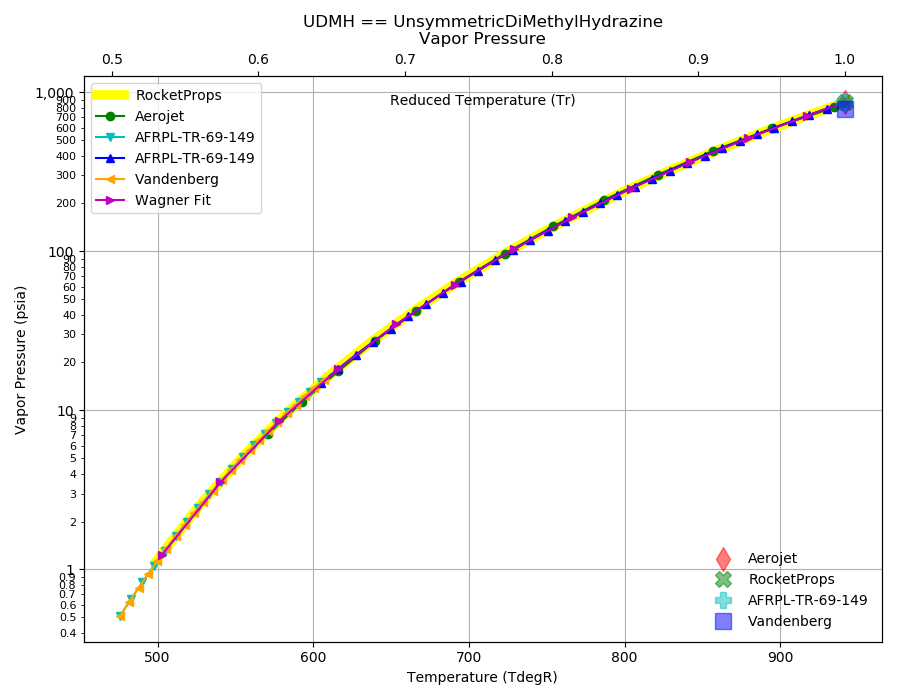 UDMH == UnsymmetricDiMethylHydrazine
Vapor Pressure
0.5 0.6 0.7 0.8 0.9 1.0
Reduced Temperature (Tr)
RocketProps
Aerojet
AFRPL-TR-69-149
AFRPL-TR-69-149
Vandenberg
Wagner Fit
1,000
900
800
700
600
500
400
300
200
100
90
80
70
60
50
40
30
20
10
9
8
7
6
5
4
3
2
1
0.9
0.8
0.7
0.6
0.5
0.4
Vapor Pressure (psia)
Aerojet
RocketProps
AFRPL-TR-69-149
Vandenberg
500 600 700 800 900
Temperature (TdegR)